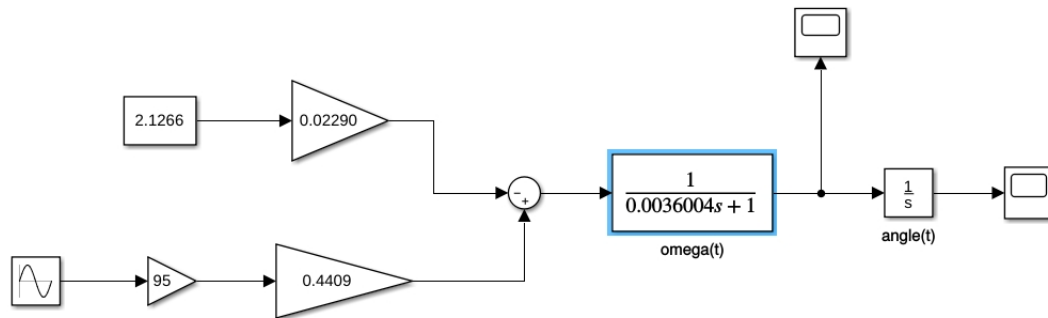 2.1266
0.02290
95
0.4409
-
+
1
0.0036004s + 1
omega(t)
1
s
angle(t)